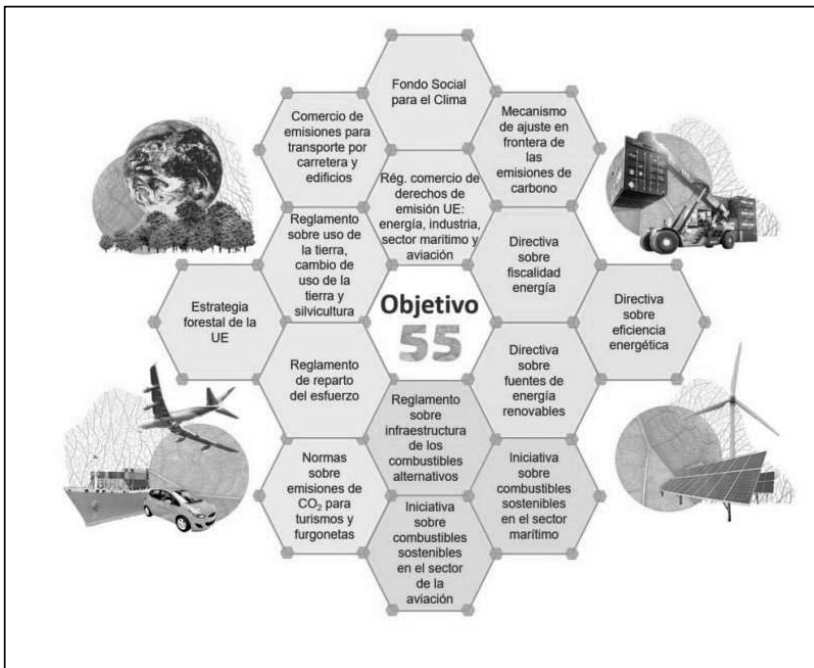 Fondo Social
para el Clima
Comercio de
emisiones para
transporte por
carretera y
edificios
Mecanismo
de ajuste en
frontera de
las
emisiones de
carbono
Rég. comercio de
derechos de
emisión UE:
energía, industria,
sector maritimo y
aviación
Reglamento
sobre uso de
la tierra,
cambio de
uso de la
tierra y
silvicultura
Directiva
sobre
fiscalidad
energía
Estrategia
forestal de la
UE
Objetivo
55
Directiva
sobre
eficiencia
energética
Reglamento
de reparto
del esfuerzo
Directiva
sobre
fuentes de
energía
renovables
Reglamento
sobre
infraestructura
de los
combustibles
alternativos
Normas
sobre
emisiones de
CO₂ para
turismos y
furgonetas
Iniciativa
sobre
combustibles
sostenibles
en el sector
marítimo
Iniciativa
sobre
combustibles
sostenibles
en el sector
de la
aviación